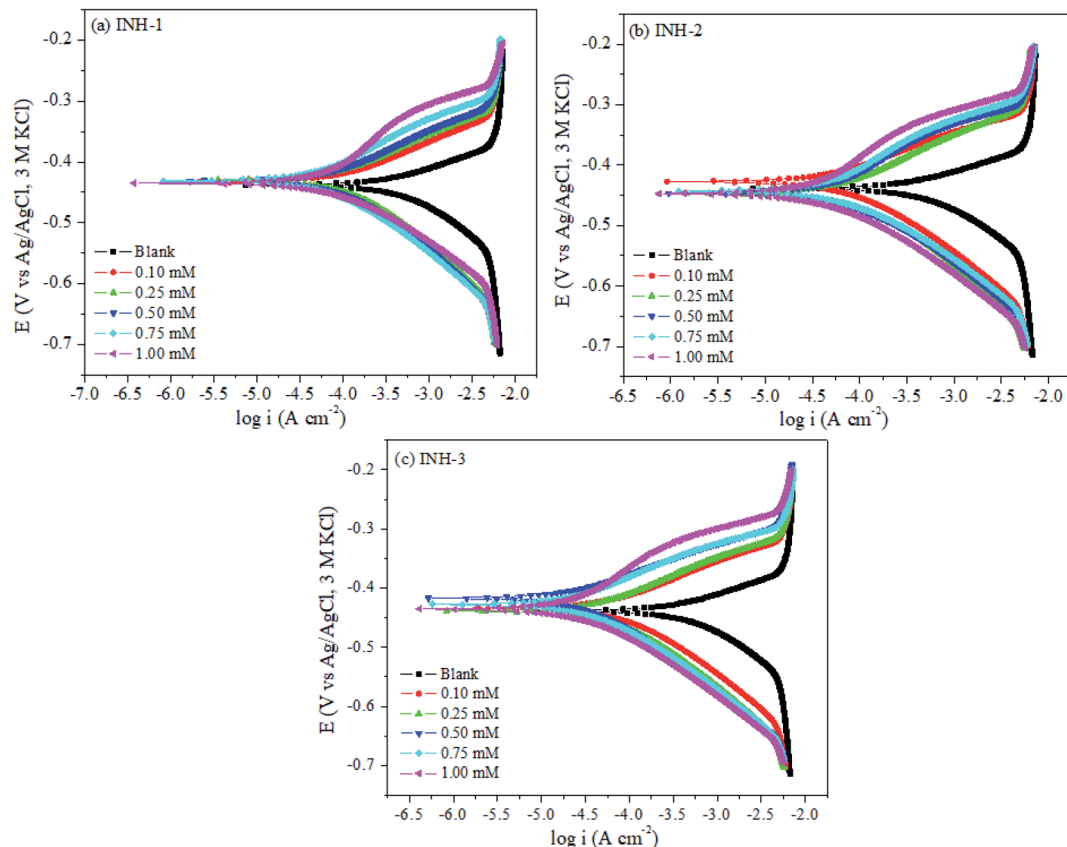 (a) INH-1
E (V vs Ag/AgCl, 3 M KCl)
-0.2
-0.3
-0.4
-0.5
-0.6
-0.7
Blank
0.10 mM
0.25 mM
0.50 mM
0.75 mM
1.00 mM
-7.0 -6.5 -6.0 -5.5 -5.0 -4.5 -4.0 -3.5 -3.0 -2.5 -2.0
log i (A cm⁻²)
(b) INH-2
E (V vs Ag/AgCl, 3 M KCl)
-0.2
-0.3
-0.4
-0.5
-0.6
-0.7
Blank
0.10 mM
0.25 mM
0.50 mM
0.75 mM
1.00 mM
-6.5 -6.0 -5.5 -5.0 -4.5 -4.0 -3.5 -3.0 -2.5 -2.0
log i (A cm⁻²)
(c) INH-3
E (V vs Ag/AgCl, 3 M KCl)
-0.2
-0.3
-0.4
-0.5
-0.6
-0.7
Blank
0.10 mM
0.25 mM
0.50 mM
0.75 mM
1.00 mM
-6.5 -6.0 -5.5 -5.0 -4.5 -4.0 -3.5 -3.0 -2.5 -2.0
log i (A cm⁻²)